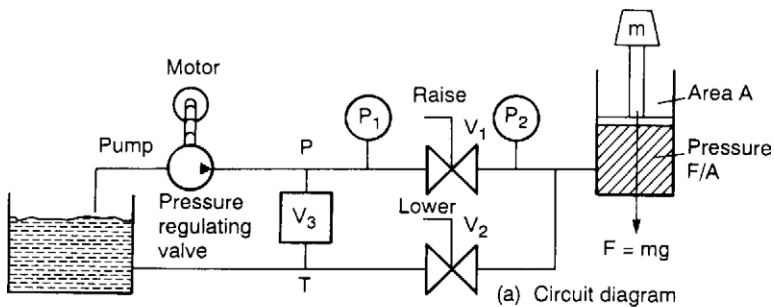 m
Motor
Raise
Area A
P₁
V₁
P₂
Pump
P
Pressure
F/A
Pressure
regulating
valve
V₃
Lower
V₂
F = mg
T
(a) Circuit diagram